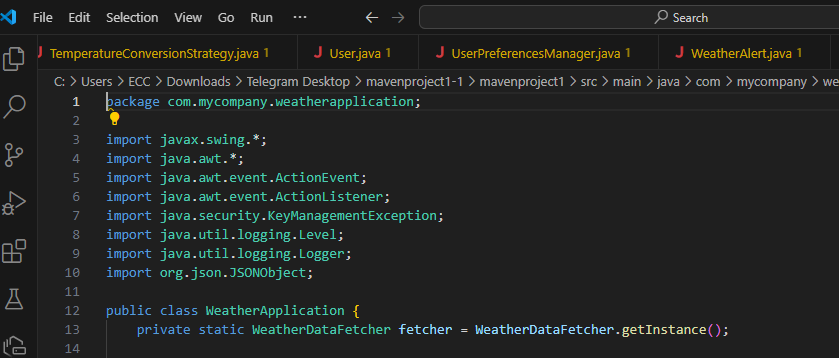 File Edit Selection View Go Run ··· ← → Search
J TemperatureConversionStrategy.java 1 J User.java 1 J UserPreferencesManager.java 1 J WeatherAlert.java 1
C: > Users > ECC > Downloads > Telegram Desktop > mavenproject1-1 > mavenproject1 > src > main > java > com > mycompany >
1 package com.mycompany.weatherapplication;
2
3 import javax.swing.*;
4 import java.awt.*;
5 import java.awt.event.ActionEvent;
6 import java.awt.event.ActionListener;
7 import java.security.KeyManagementException;
8 import java.util.logging.Level;
9 import java.util.logging.Logger;
10 import org.json.JSONObject;
11
12 public class WeatherApplication {
13 private static WeatherDataFetcher fetcher = WeatherDataFetcher.getInstance();
14